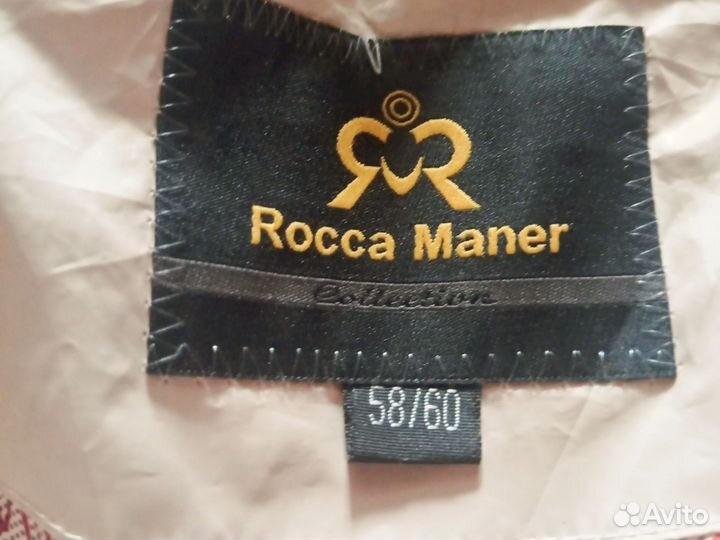 Rocca Maner
Collection
58/60
Avito